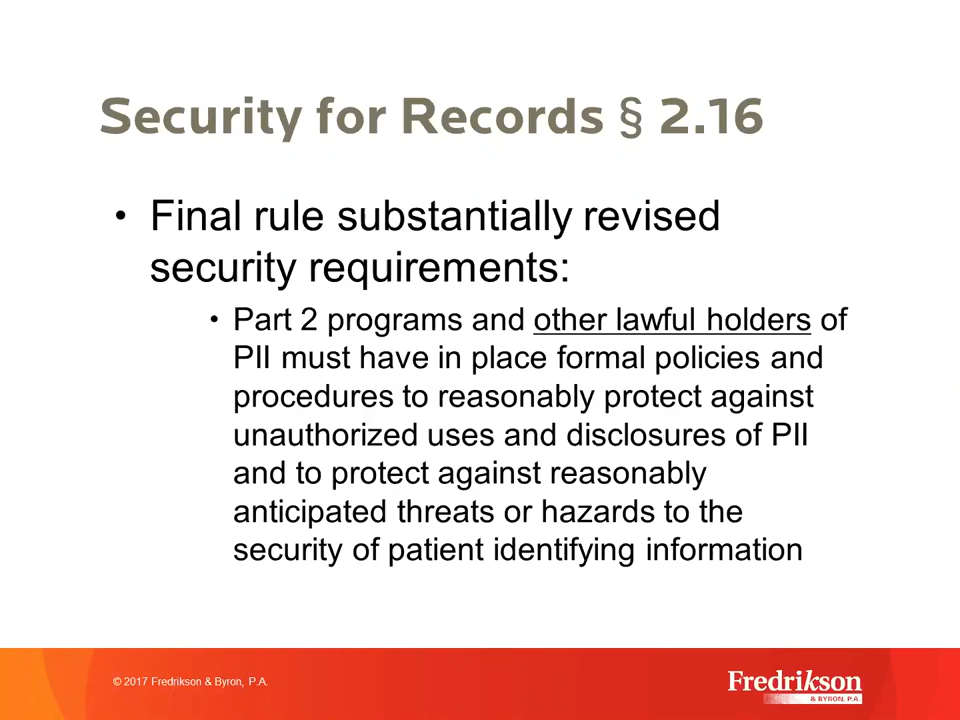 Security for Records § 2.16
• Final rule substantially revised
security requirements:
• Part 2 programs and other lawful holders of
PII must have in place formal policies and
procedures to reasonably protect against
unauthorized uses and disclosures of PII
and to protect against reasonably
anticipated threats or hazards to the
security of patient identifying information
© 2017 Fredrikson & Byron, P.A.
Fredrikson
& BYRON, P.A.